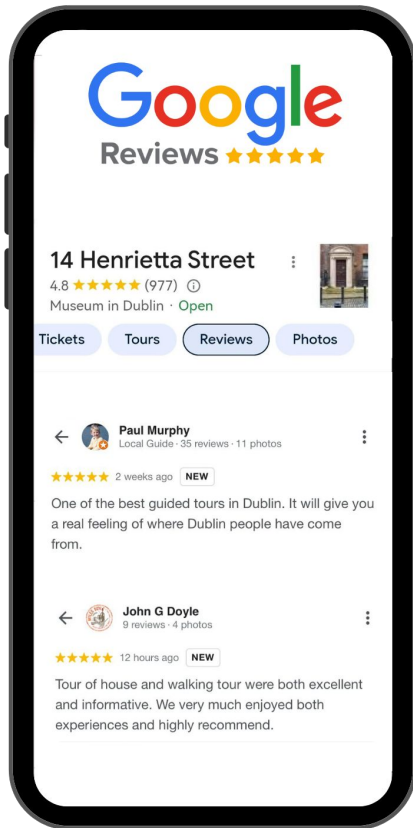 Google
Reviews
14 Henrietta Street
4.8 (977)
Museum in Dublin · Open
Tickets Tours Reviews Photos
Paul Murphy
Local Guide · 35 reviews · 11 photos
2 weeks ago NEW
One of the best guided tours in Dublin. It will give you
a real feeling of where Dublin people have come
from.
John G Doyle
9 reviews · 4 photos
12 hours ago NEW
Tour of house and walking tour were both excellent
and informative. We very much enjoyed both
experiences and highly recommend.